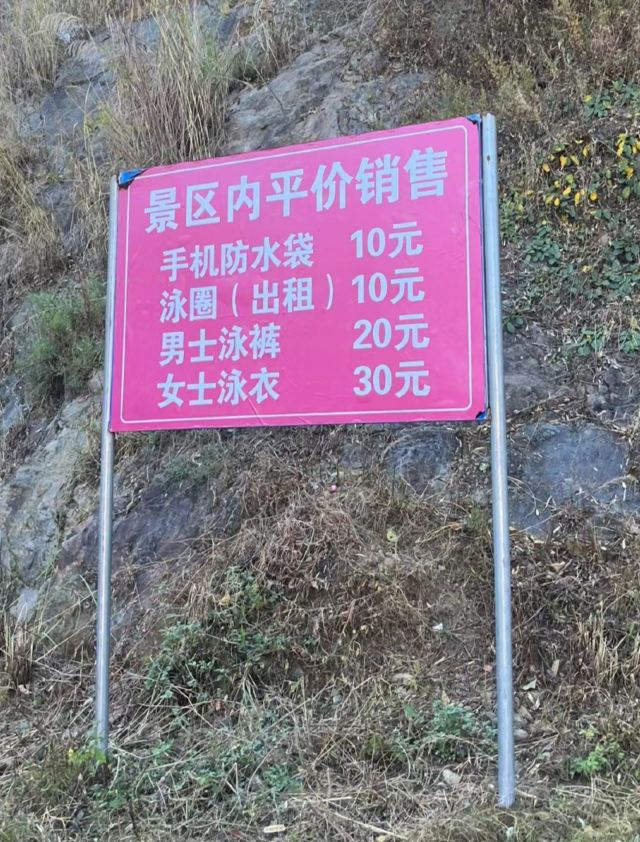 景区内平价销售
手机防水袋 10元
泳圈（出租）10元
男士泳裤 20元
女士泳衣 30元